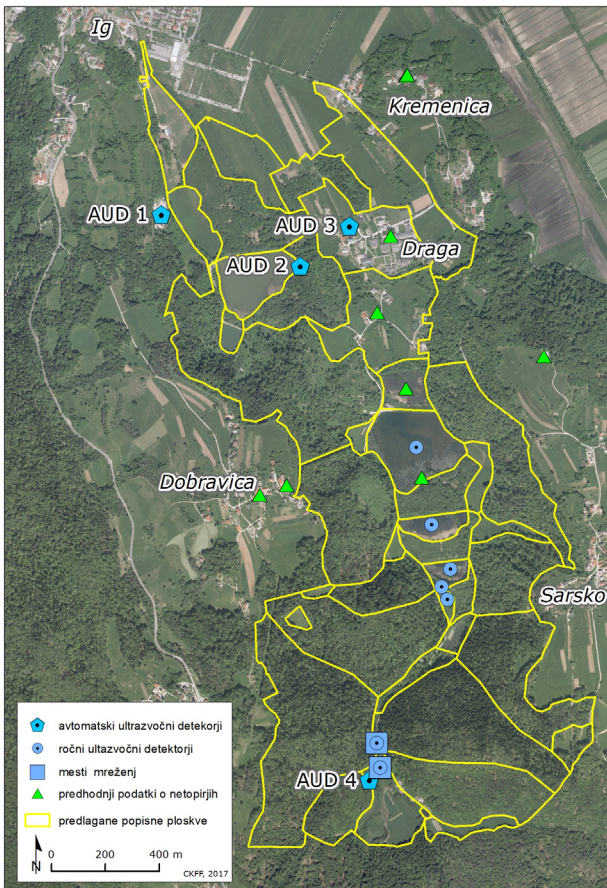 Ig
Kremenica
AUD 1
AUD 3
Draga
AUD 2
Dobravica
Sarsko
AUD 4
avtomatski ultrazvočni detekorji
ročni ultazvočni detektorji
mesti mreženj
predhodnji podatki o netopirjih
predlagane popisne ploskve
N
0 200 400 m
CKFF, 2017